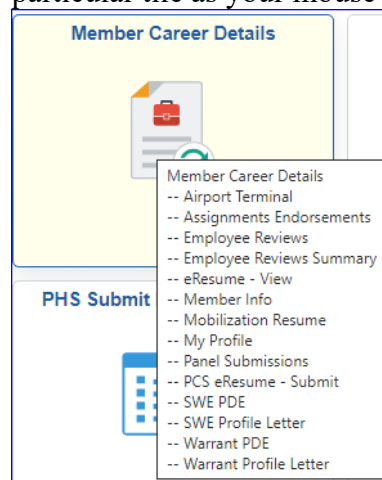 particular tile as your mouse
Member Career Details
Member Career Details
-- Airport Terminal
-- Assignments Endorsements
-- Employee Reviews
-- Employee Reviews Summary
-- eResume - View
-- Member Info
-- Mobilization Resume
-- My Profile
-- Panel Submissions
-- PCS eResume - Submit
-- SWE PDE
-- SWE Profile Letter
-- Warrant PDE
-- Warrant Profile Letter
PHS Submit